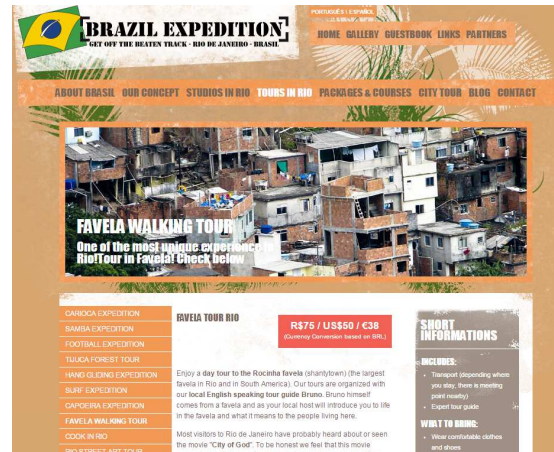 PORTUGUÊS I ESPAÑOL
BRAZIL EXPEDITION
GET OFF THE BEATEN TRACK - RIO DE JANEIRO - BRASIL
HOME GALLERY GUESTBOOK LINKS PARTNERS
ABOUT BRASIL OUR CONCEPT STUDIOS IN RIO TOURS IN RIO PACKAGES & COURSES CITY TOUR BLOG CONTACT
FAVELA WALKING TOUR
One of the most unique experience in
Rio!Tour in Favela! Check below
CARIOCA EXPEDITION
SAMBA EXPEDITION
FOOTBALL EXPEDITION
TIJUCA FOREST TOUR
HANG GLIDING EXPEDITION
SURF EXPEDITION
CAPOEIRA EXPEDITION
FAVELA WALKING TOUR
COOK IN RIO
RIO STREET ART TOUR
FAVELA TOUR RIO
R$75 / US$50 / €38
(Currency Conversion based on BRL)
Enjoy a day tour to the Rocinha favela (shantytown) (the largest
favela in Rio and in South America). Our tours are organized with
our local English speaking tour guide Bruno. Bruno himself
comes from a favela and as your local host will introduce you to life
in the favela and what it means to the people living here.
Most visitors to Rio de Janeiro have probably heard about or seen
the movie "City of God". To be honest we feel that this movie
SHORT
INFORMATIONS
INCLUDES:
Transport (depending where
you stay, there is meeting
point nearby)
Expert tour guide
WHAT TO BRING:
Wear comfortable clothes
and shoes